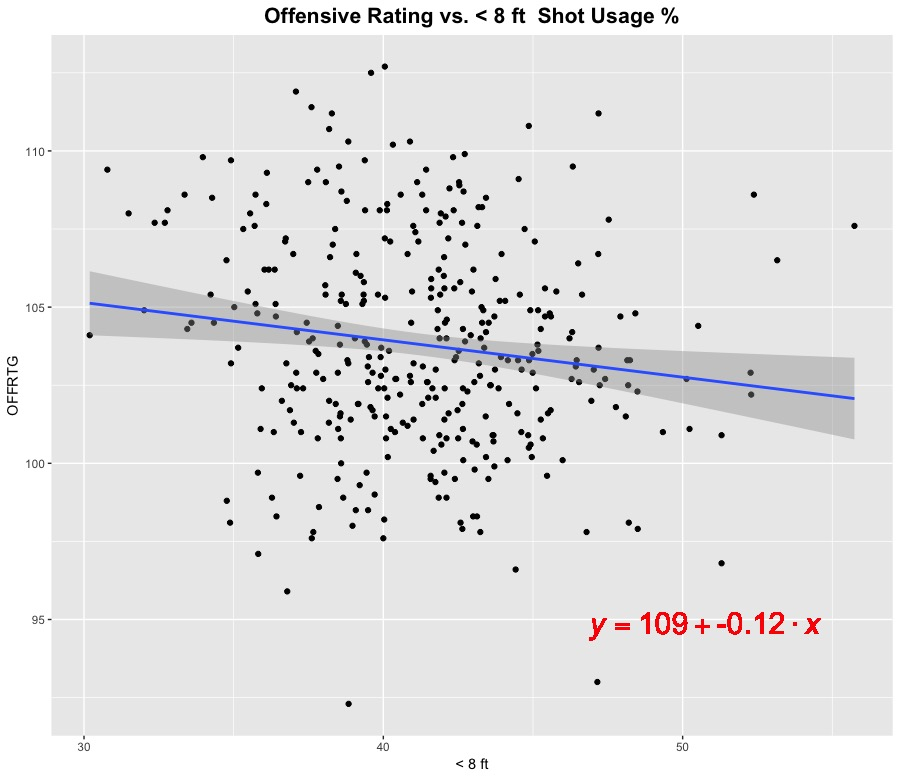 Offensive Rating vs. < 8 ft  Shot Usage %
OFFRTG
110
105
100
95
y = 109 + -0.12 · x
30
40
50
< 8 ft